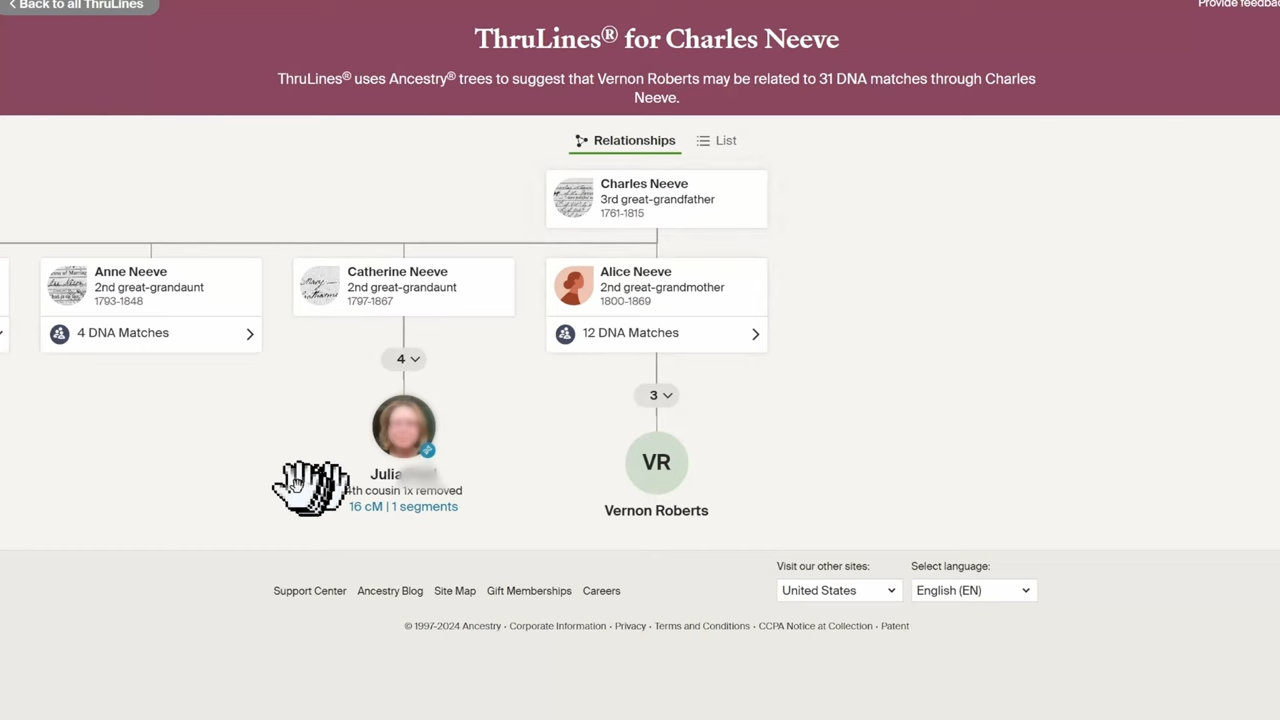 Back to all ThruLines
ThruLines® for Charles Neeve
ThruLines® uses Ancestry® trees to suggest that Vernon Roberts may be related to 31 DNA matches through Charles
Neeve.
Relationships
List
Charles Neeve
3rd great-grandfather
1761-1815
Anne Neeve
2nd great-grandaunt
1793-1848
4 DNA Matches
Catherine Neeve
2nd great-grandaunt
1797-1867
Alice Neeve
2nd great-grandmother
1800-1869
12 DNA Matches
4
3
Julia
4th cousin 1x removed
16 cM | 1 segments
VR
Vernon Roberts
Visit our other sites:
Select language:
Support Center Ancestry Blog Site Map Gift Memberships Careers
United States
English (EN)
© 1997-2024 Ancestry · Corporate Information · Privacy · Terms and Conditions · CCPA Notice at Collection · Patent